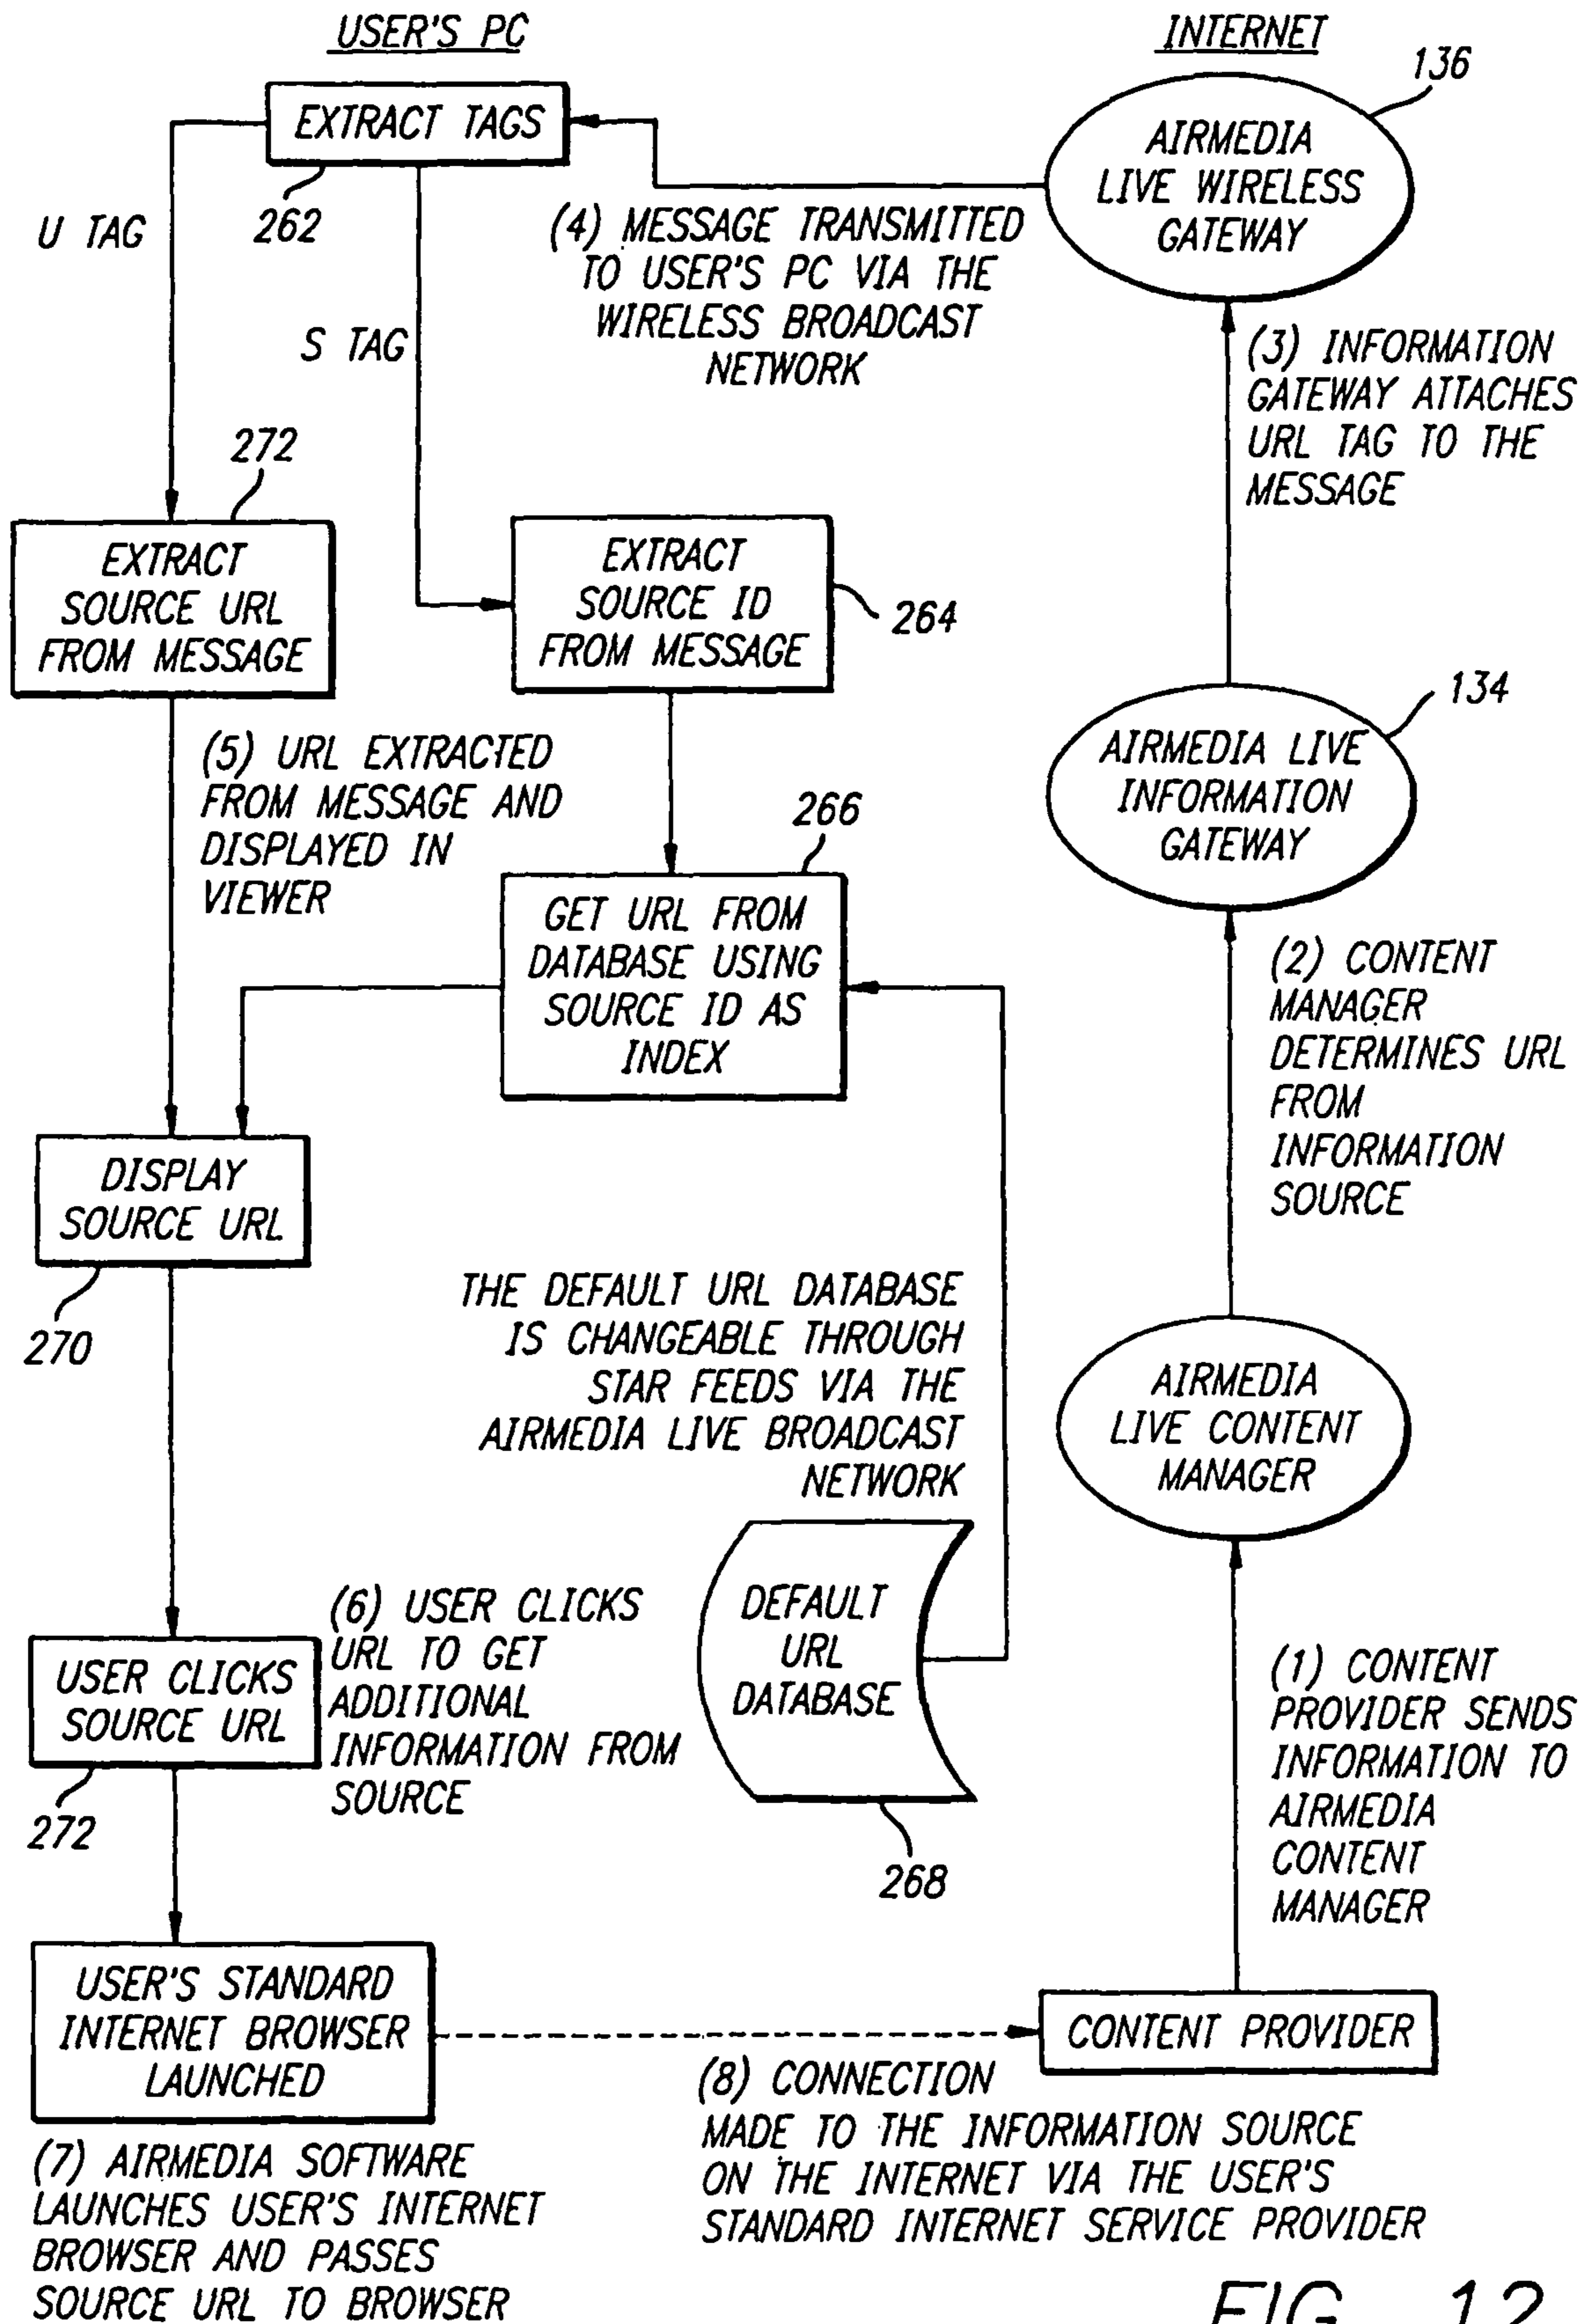 USER'S PC
INTERNET
136
EXTRACT TAGS
262
U TAG
S TAG
AIRMEDIA
LIVE WIRELESS
GATEWAY
(4) MESSAGE TRANSMITTED
TO USER'S PC VIA THE
WIRELESS BROADCAST
NETWORK
(3) INFORMATION
GATEWAY ATTACHES
URL TAG TO THE
MESSAGE
272
EXTRACT
SOURCE URL
FROM MESSAGE
EXTRACT
SOURCE ID
FROM MESSAGE
264
134
AIRMEDIA LIVE
INFORMATION
GATEWAY
(5) URL EXTRACTED
FROM MESSAGE AND
DISPLAYED IN
VIEWER
266
GET URL FROM
DATABASE USING
SOURCE ID AS
INDEX
(2) CONTENT
MANAGER
DETERMINES URL
FROM
INFORMATION
SOURCE
DISPLAY
SOURCE URL
270
THE DEFAULT URL DATABASE
IS CHANGEABLE THROUGH
STAR FEEDS VIA THE
AIRMEDIA LIVE BROADCAST
NETWORK
AIRMEDIA
LIVE CONTENT
MANAGER
DEFAULT
URL
DATABASE
268
(6) USER CLICKS
URL TO GET
ADDITIONAL
INFORMATION FROM
SOURCE
USER CLICKS
SOURCE URL
272
(1) CONTENT
PROVIDER SENDS
INFORMATION TO
AIRMEDIA
CONTENT
MANAGER
USER'S STANDARD
INTERNET BROWSER
LAUNCHED
CONTENT PROVIDER
(7) AIRMEDIA SOFTWARE
LAUNCHES USER'S INTERNET
BROWSER AND PASSES
SOURCE URL TO BROWSER
(8) CONNECTION
MADE TO THE INFORMATION SOURCE
ON THE INTERNET VIA THE USER'S
STANDARD INTERNET SERVICE PROVIDER
FIG. 12